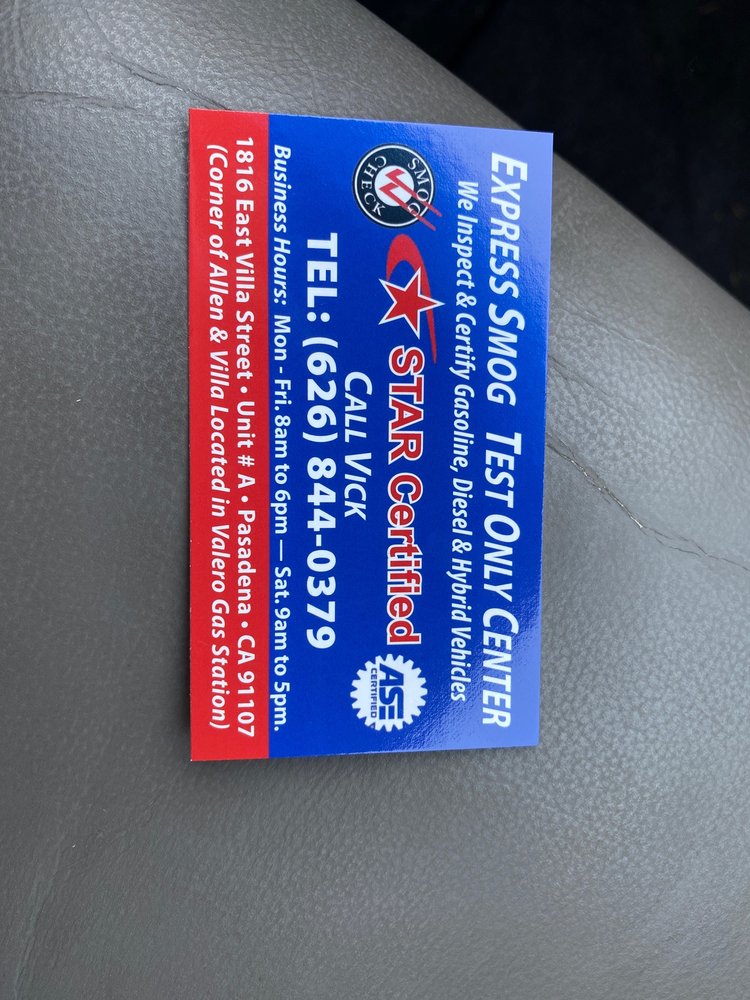 EXPRESS SMOG TEST ONLY CENTER
We Inspect & Certify Gasoline, Diesel & Hybrid Vehicles
SMOG
CHECK
STAR Certified
ASE
CERTIFIED
CALL VICK
TEL: (626) 844-0379
Business Hours: Mon - Fri. 8am to 6pm — Sat. 9am to 5pm.
1816 East Villa Street • Unit # A • Pasadena • CA 91107
(Corner of Allen & Villa Located in Valero Gas Station)